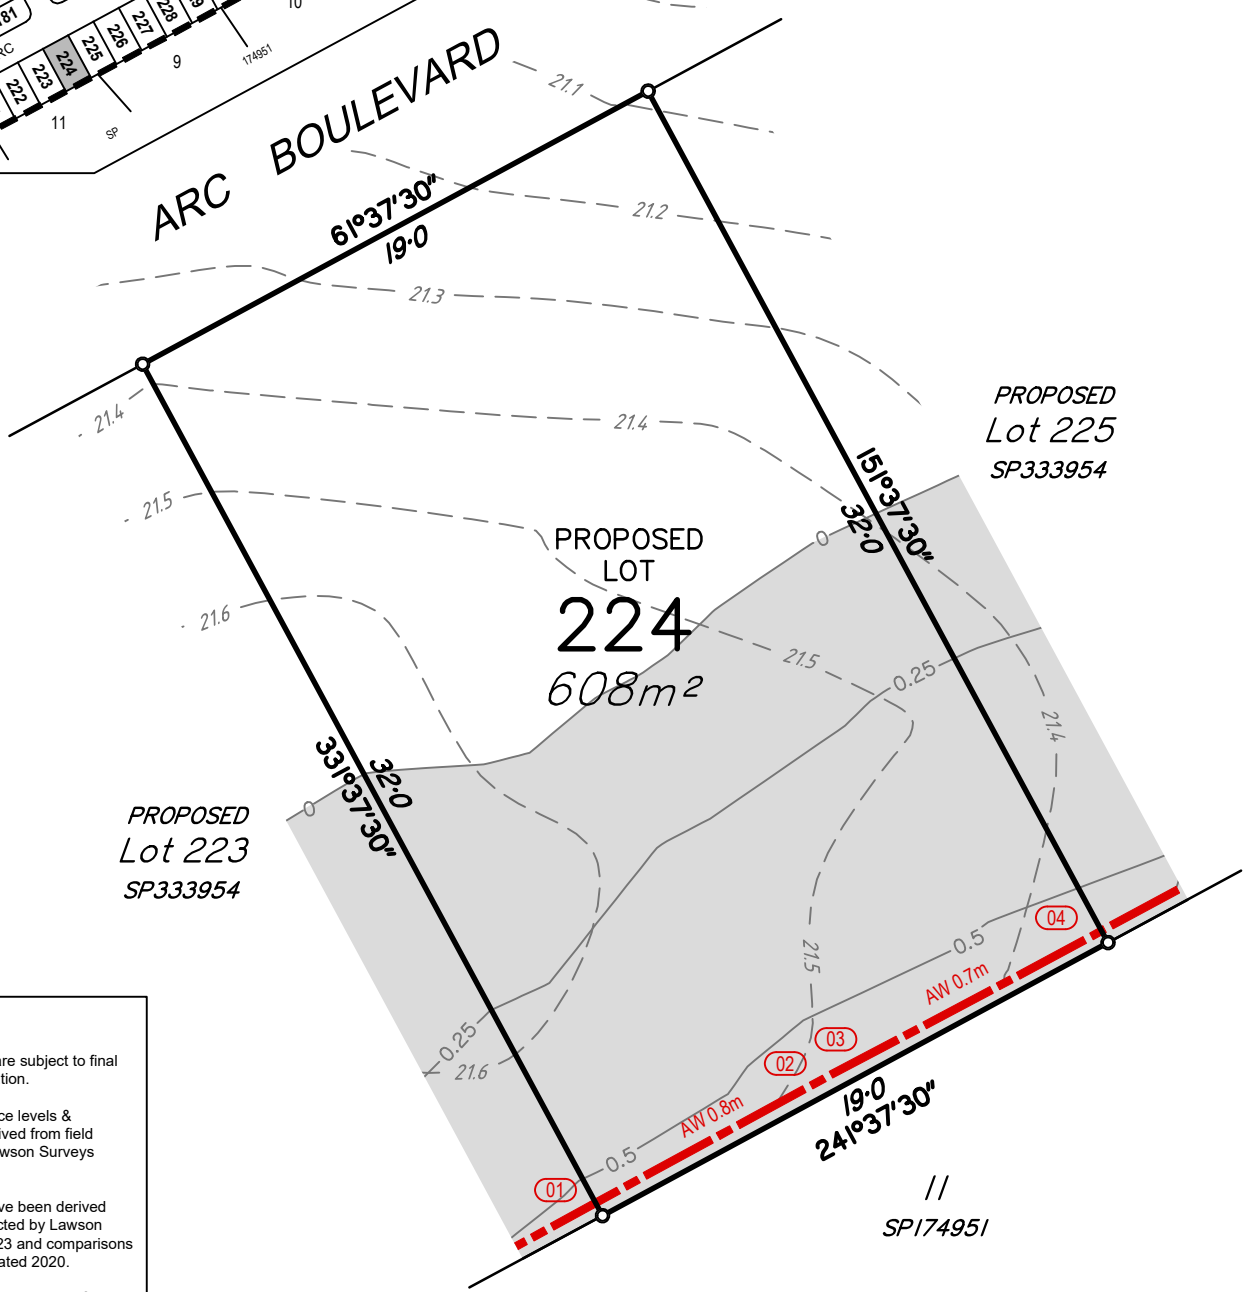 181
RC
222
223
224
225
226
227
228
10
9
11
SP
174951
ARC BOULEVARD
61°37'30"
19·0
21.1
21.2
21.3
21.4
21.4
21.5
21.6
PROPOSED
Lot 225
SP333954
151°37'30"
32·0
0
PROPOSED
LOT
224
608m²
21.5
0.25
21.4
331°37'30"
32·0
0
PROPOSED
Lot 223
SP333954
0.25
21.6
21.5
0.5
0.5
01
02
03
04
AW 0.8m
AW 0.7m
19·0
241°37'30"
11
SP174951
are subject to final
tion.
ce levels &
ived from field
wson Surveys
ve been derived
cted by Lawson
23 and comparisons
ated 2020.